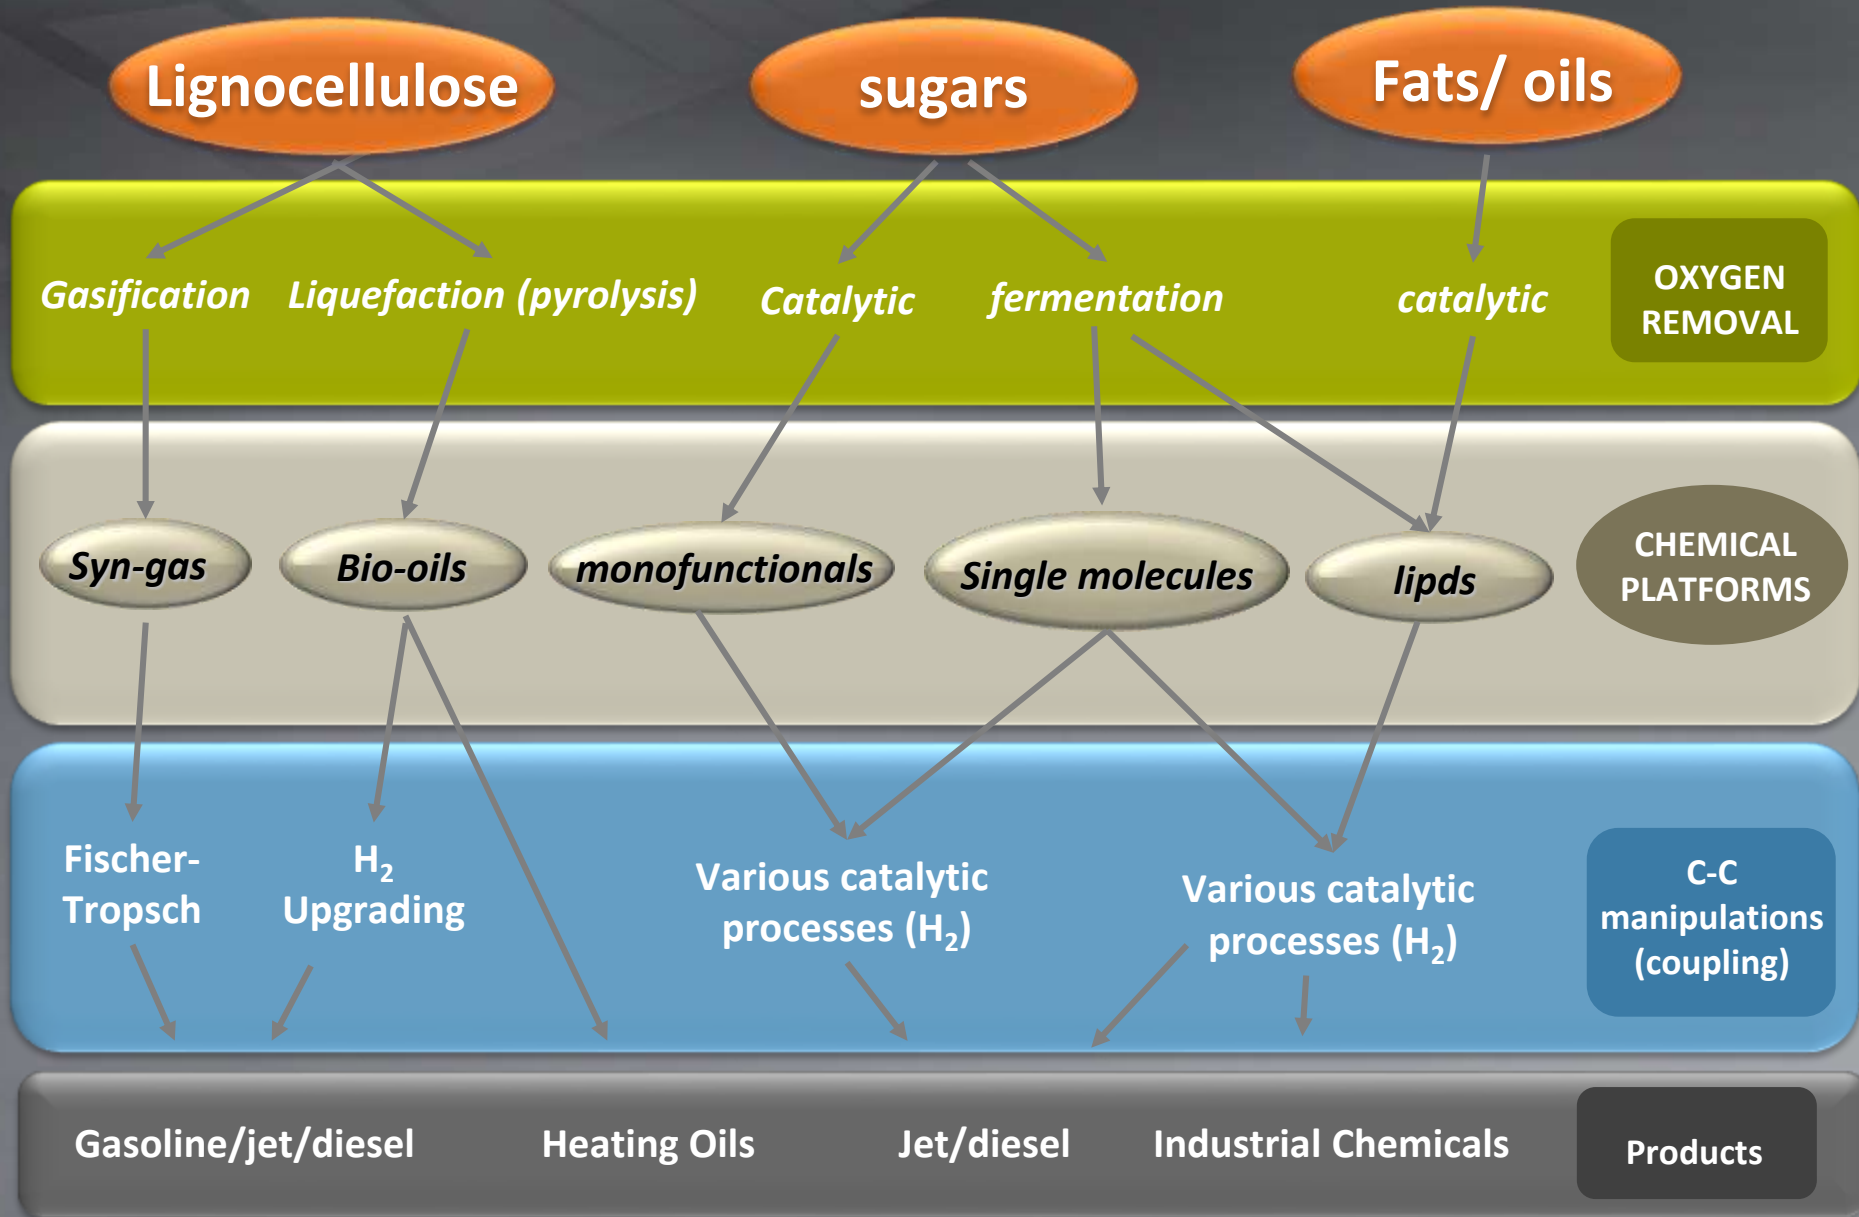 Lignocellulose
sugars
Fats/ oils
Gasification
Liquefaction (pyrolysis)
Catalytic
fermentation
catalytic
OXYGEN
REMOVAL
Syn-gas
Bio-oils
monofunctionals
Single molecules
lipds
CHEMICAL
PLATFORMS
Fischer-
Tropsch
H₂
Upgrading
Various catalytic
processes (H₂)
Various catalytic
processes (H₂)
C-C
manipulations
(coupling)
Gasoline/jet/diesel
Heating Oils
Jet/diesel
Industrial Chemicals
Products